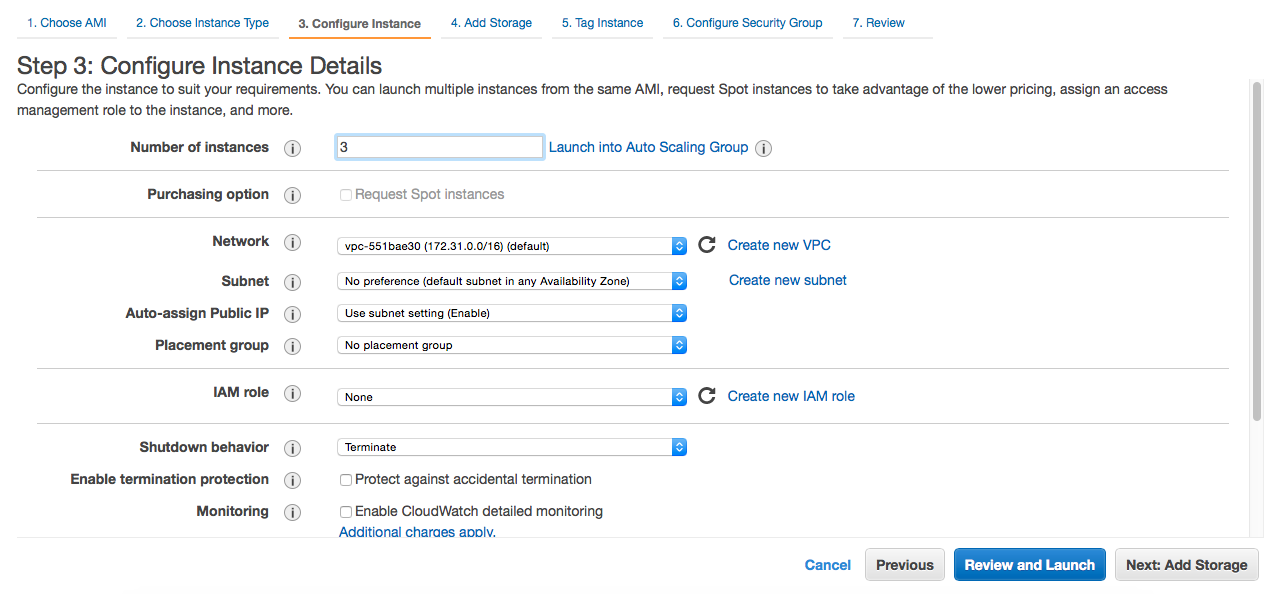 1. Choose AMI 2. Choose Instance Type 3. Configure Instance 4. Add Storage 5. Tag Instance 6. Configure Security Group 7. Review
Step 3: Configure Instance Details
Configure the instance to suit your requirements. You can launch multiple instances from the same AMI, request Spot instances to take advantage of the lower pricing, assign an access
management role to the instance, and more.
Number of instances i 3 Launch into Auto Scaling Group i
Purchasing option i Request Spot instances
Network i vpc-551bae30 (172.31.0.0/16) (default) Create new VPC
Subnet i No preference (default subnet in any Availability Zone) Create new subnet
Auto-assign Public IP i Use subnet setting (Enable)
Placement group i No placement group
IAM role i None Create new IAM role
Shutdown behavior i Terminate
Enable termination protection i Protect against accidental termination
Monitoring i Enable CloudWatch detailed monitoring
Additional charges apply.
Cancel Previous Review and Launch Next: Add Storage